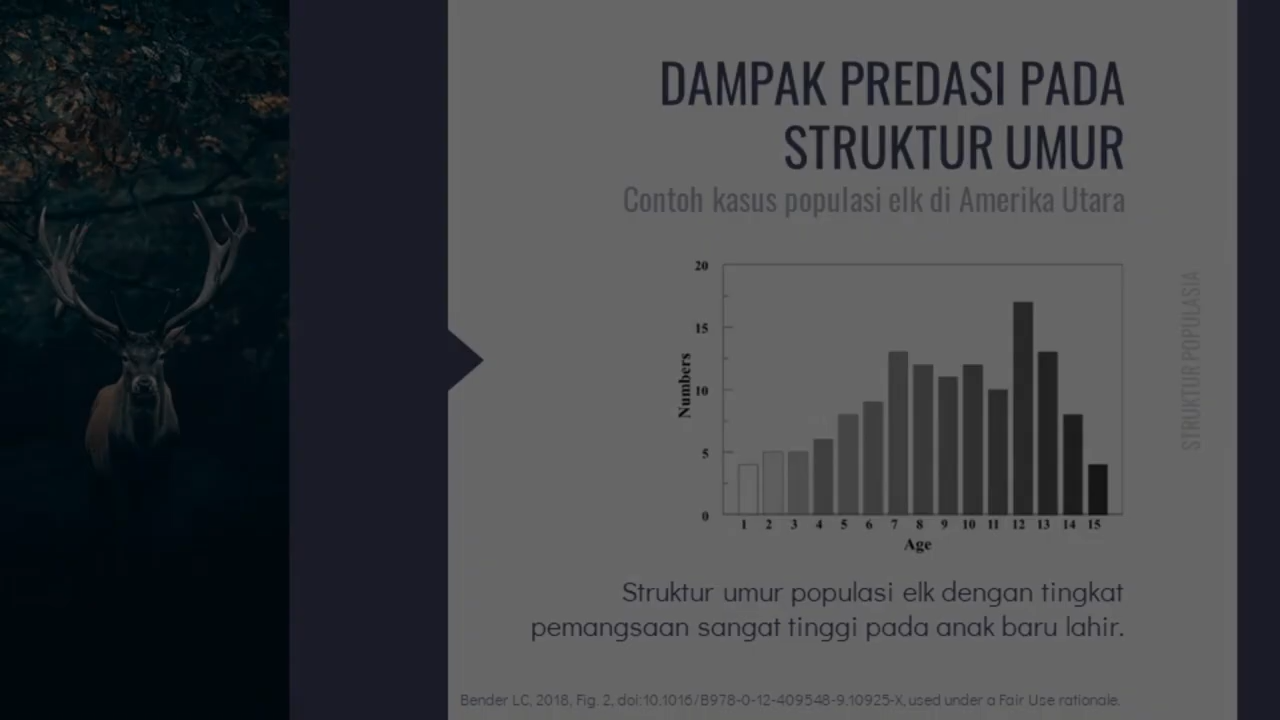 DAMPAK PREDASI PADA
STRUKTUR UMUR
Contoh kasus populasi elk di Amerika Utara
20
15
10
5
0
Numbers
1 2 3 4 5 6 7 8 9 10 11 12 13 14 15
Age
STRUKTUR POPULASIA
Struktur umur populasi elk dengan tingkat
pemangsaan sangat tinggi pada anak baru lahir.
Bender LC, 2018, Fig. 2, doi:10.1016/B978-0-12-409548-9.10925-X, used under a Fair Use rationale.